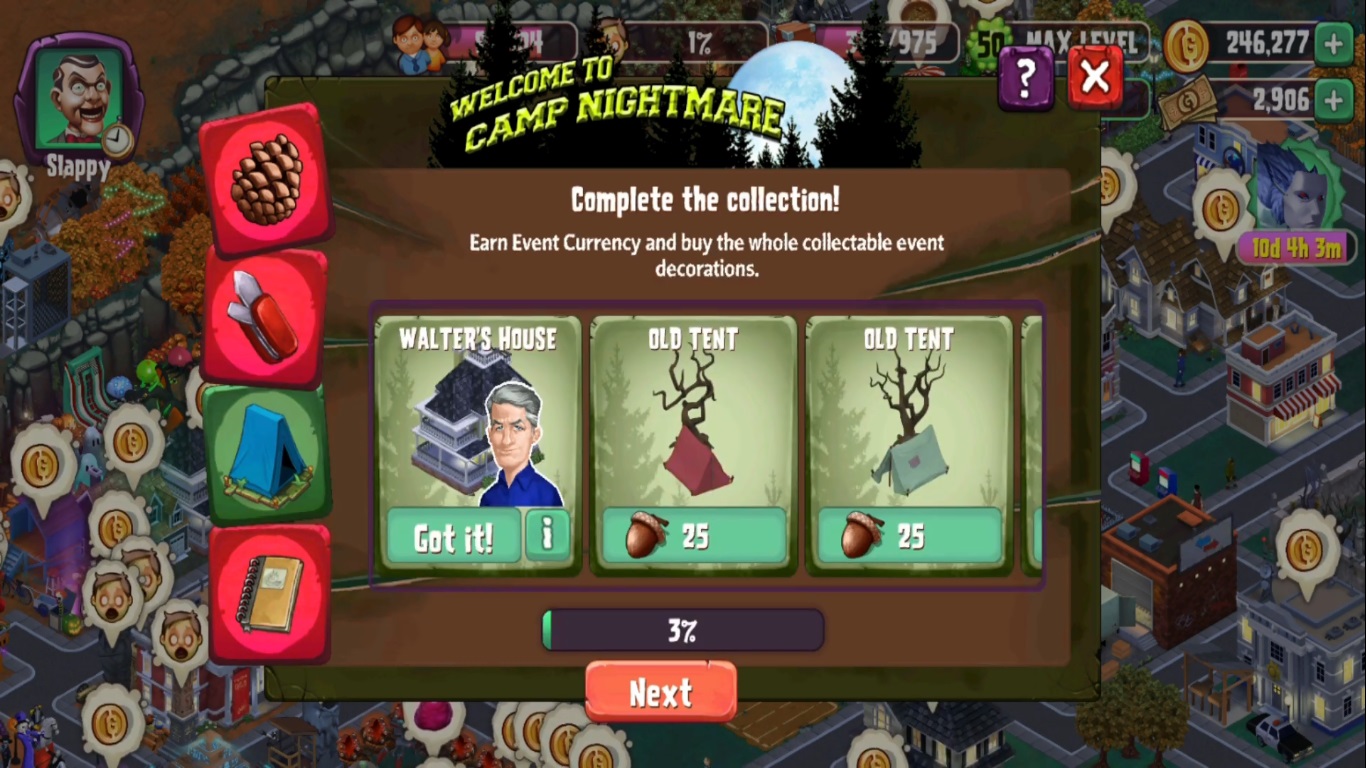 1%
/975
50
MAX LEVEL
246,277
2,906
Slappy
WELCOME TO
CAMP NIGHTMARE
?
X
10d 4h 3m
Complete the collection!
Earn Event Currency and buy the whole collectable event
decorations.
WALTER'S HOUSE
OLD TENT
OLD TENT
Got it!
i
25
25
3%
Next